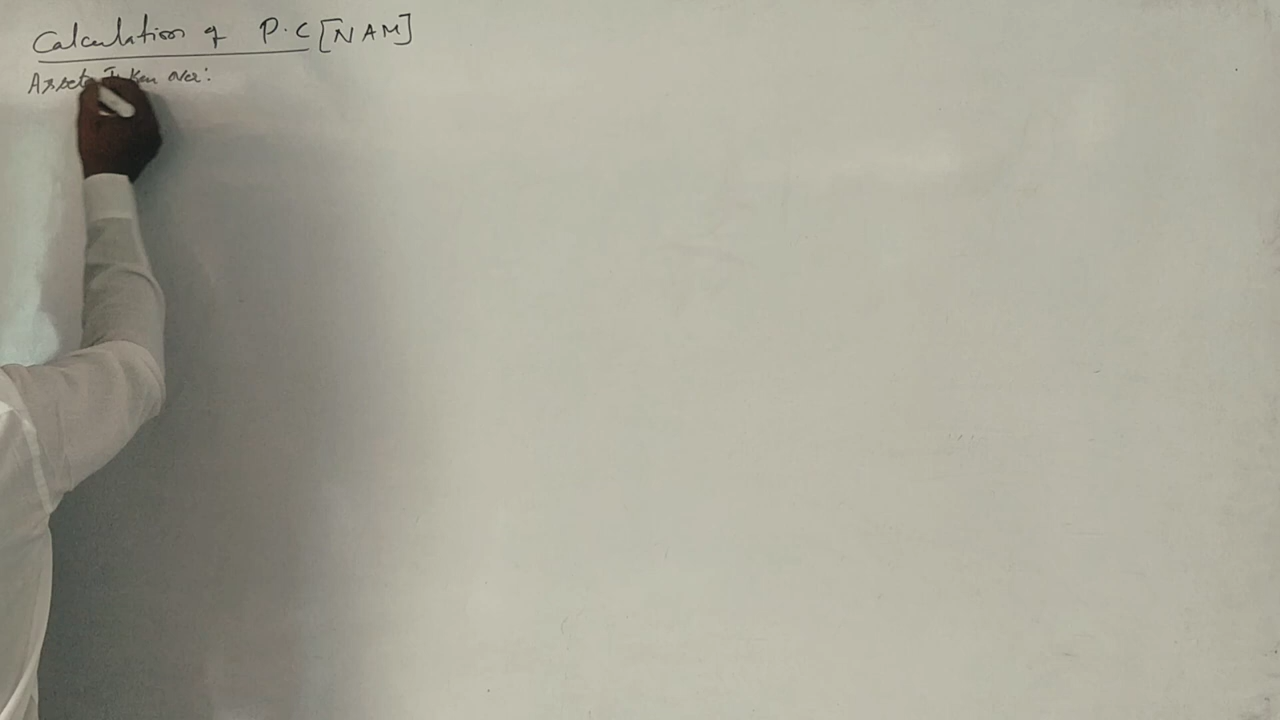 Calculation of P.C [NAM]
Assets Taken over: